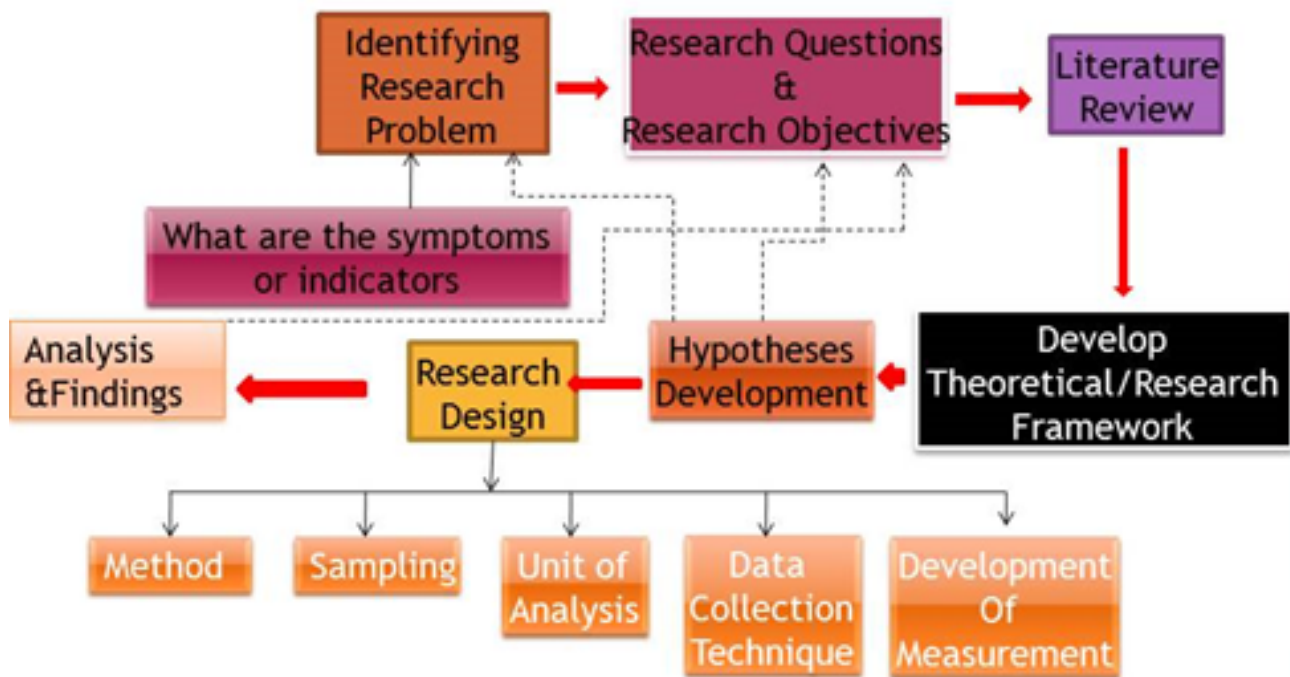 Identifying
Research
Problem
Research Questions
&
Research Objectives
Literature
Review
What are the symptoms
or indicators
Analysis
&Findings
Research
Design
Hypotheses
Development
Develop
Theoretical/Research
Framework
Method
Sampling
Unit of
Analysis
Data
Collection
Technique
Development
Of
Measurement